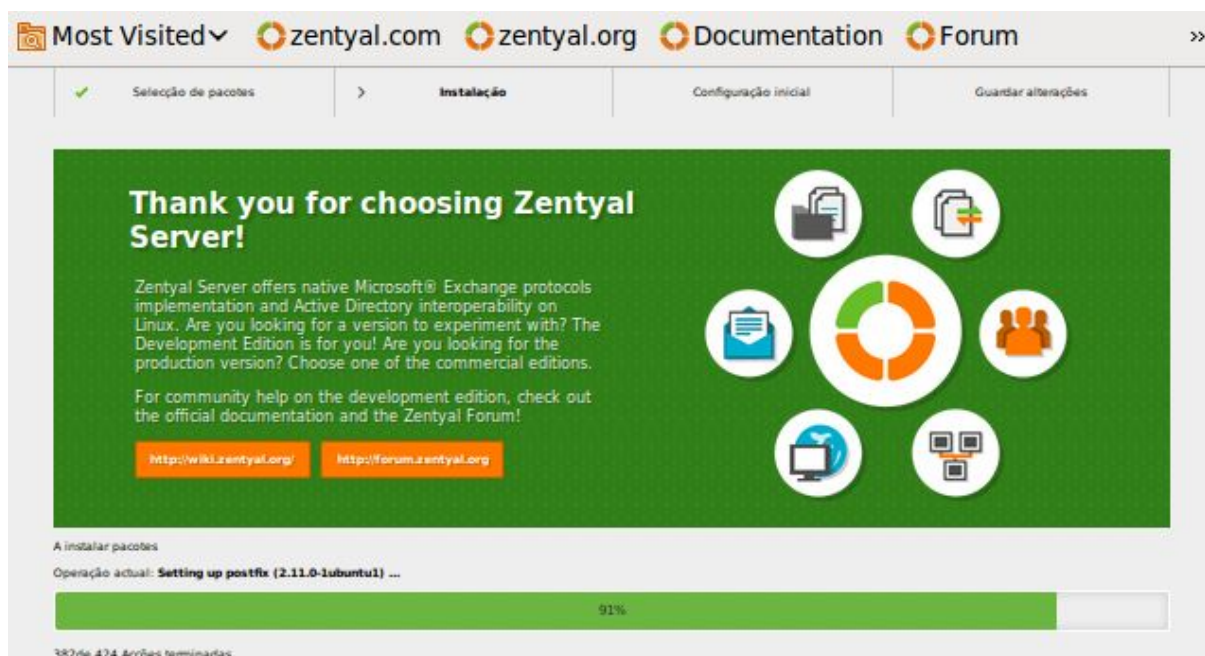 Most Visited
zentyal.com
zentyal.org
Documentation
Forum
»
Selecção de pacotes
Instalação
Configuração inicial
Guardar alterações
Thank you for choosing Zentyal
Server!
Zentyal Server offers native Microsoft® Exchange protocols
implementation and Active Directory interoperability on
Linux. Are you looking for a version to experiment with? The
Development Edition is for you! Are you looking for the
production version? Choose one of the commercial editions.
For community help on the development edition, check out
the official documentation and the Zentyal Forum!
http://wiki.zentyal.org/
http://forum.zentyal.org
A instalar pacotes
Operação actual: Setting up postfix (2.11.0-1ubuntu1) ...
91%
382de 424 Acções terminadas